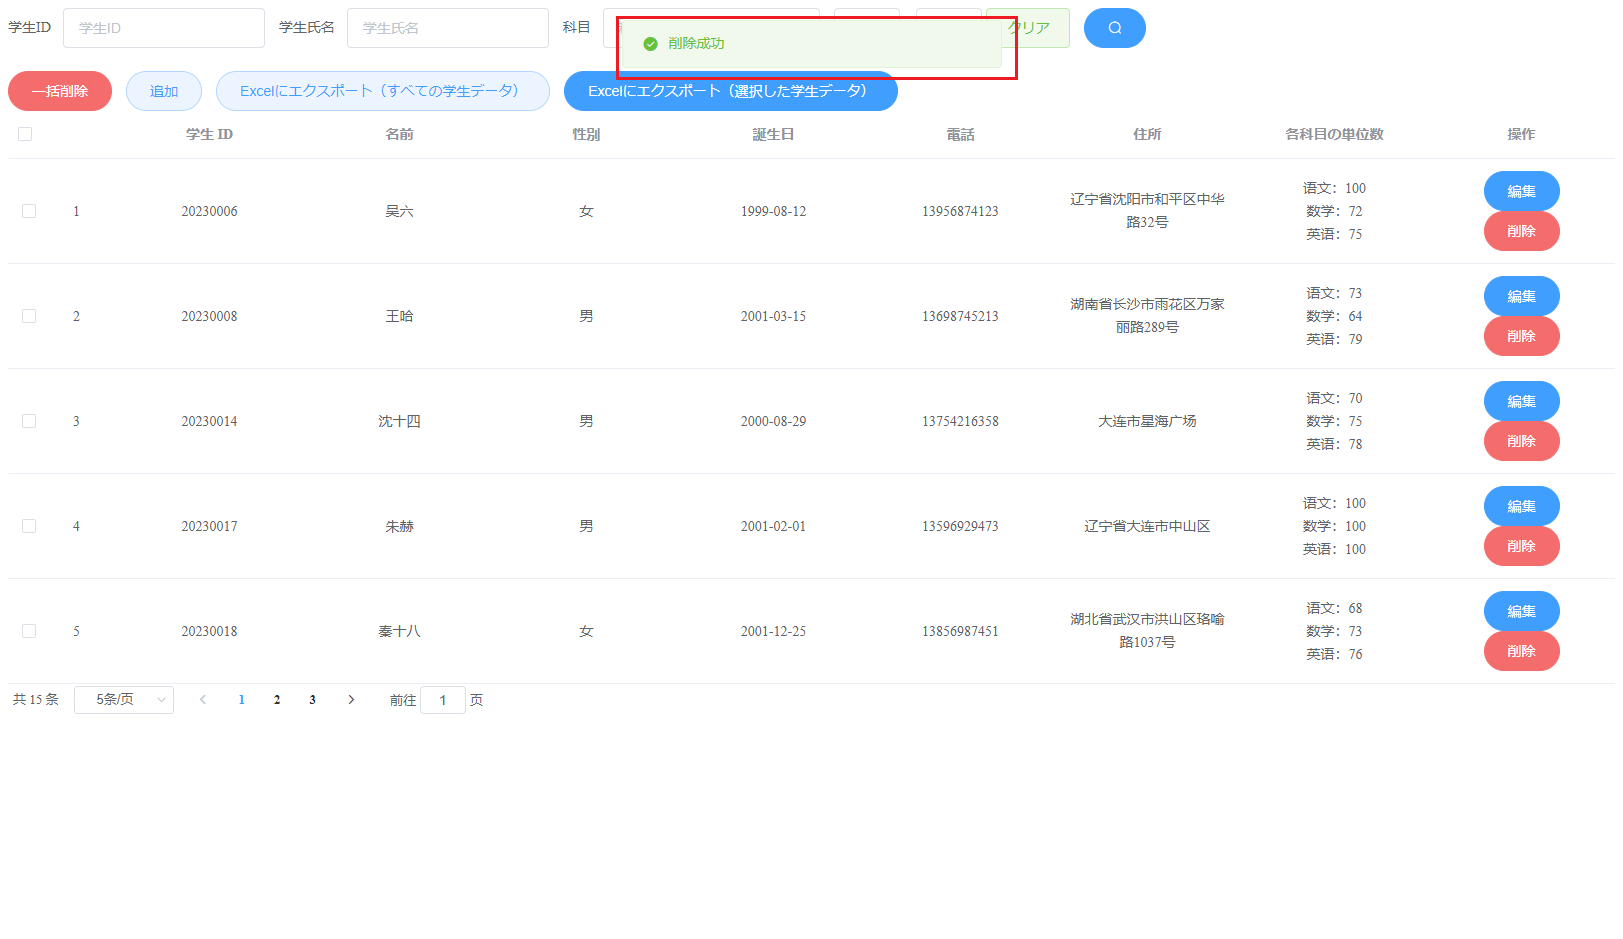 学生ID 学生ID 学生氏名 学生氏名 科目 クリア
削除成功
一括削除 追加 Excelにエクスポート（すべての学生データ） Excelにエクスポート（選択した学生データ）
学生 ID 名前 性别 誕生日 電話 住所 各科目の単位数 操作
1 20230006 吴六 女 1999-08-12 13956874123 辽宁省沈阳市和平区中华路32号 语文：100 数学：72 英语：75 編集 削除
2 20230008 王哈 男 2001-03-15 13698745213 湖南省长沙市雨花区万家丽路289号 语文：73 数学：64 英语：79 編集 削除
3 20230014 沈十四 男 2000-08-29 13754216358 大连市星海广场 语文：70 数学：75 英语：78 編集 削除
4 20230017 朱赫 男 2001-02-01 13596929473 辽宁省大连市中山区 语文：100 数学：100 英语：100 編集 削除
5 20230018 秦十八 女 2001-12-25 13856987451 湖北省武汉市洪山区珞喻路1037号 语文：68 数学：73 英语：76 編集 削除
共 15 条 5条/页 1 2 3 前往 1 页